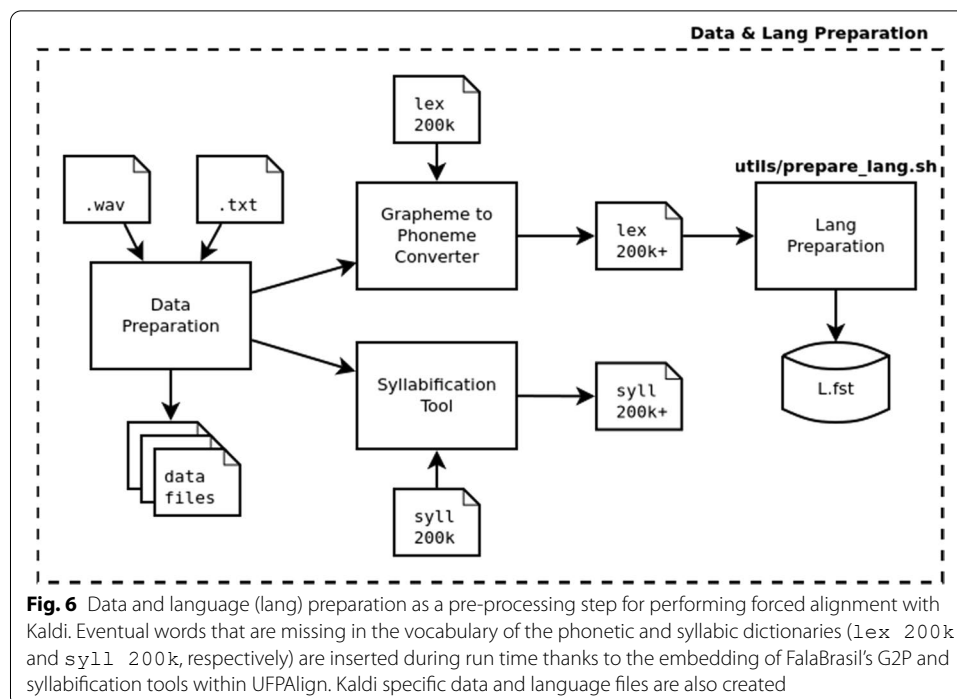 Data & Lang Preparation
lex
200k
utils/prepare_lang.sh
.wav
.txt
Grapheme to
Phoneme
Converter
lex
200k+
Lang
Preparation
Data
Preparation
Syllabification
Tool
syll
200k+
L.fst
data
files
syll
200k
Fig. 6 Data and language (lang) preparation as a pre-processing step for performing forced alignment with
Kaldi. Eventual words that are missing in the vocabulary of the phonetic and syllabic dictionaries (lex 200k
and syll 200k, respectively) are inserted during run time thanks to the embedding of FalaBrasil's G2P and
syllabification tools within UFPAlign. Kaldi specific data and language files are also created